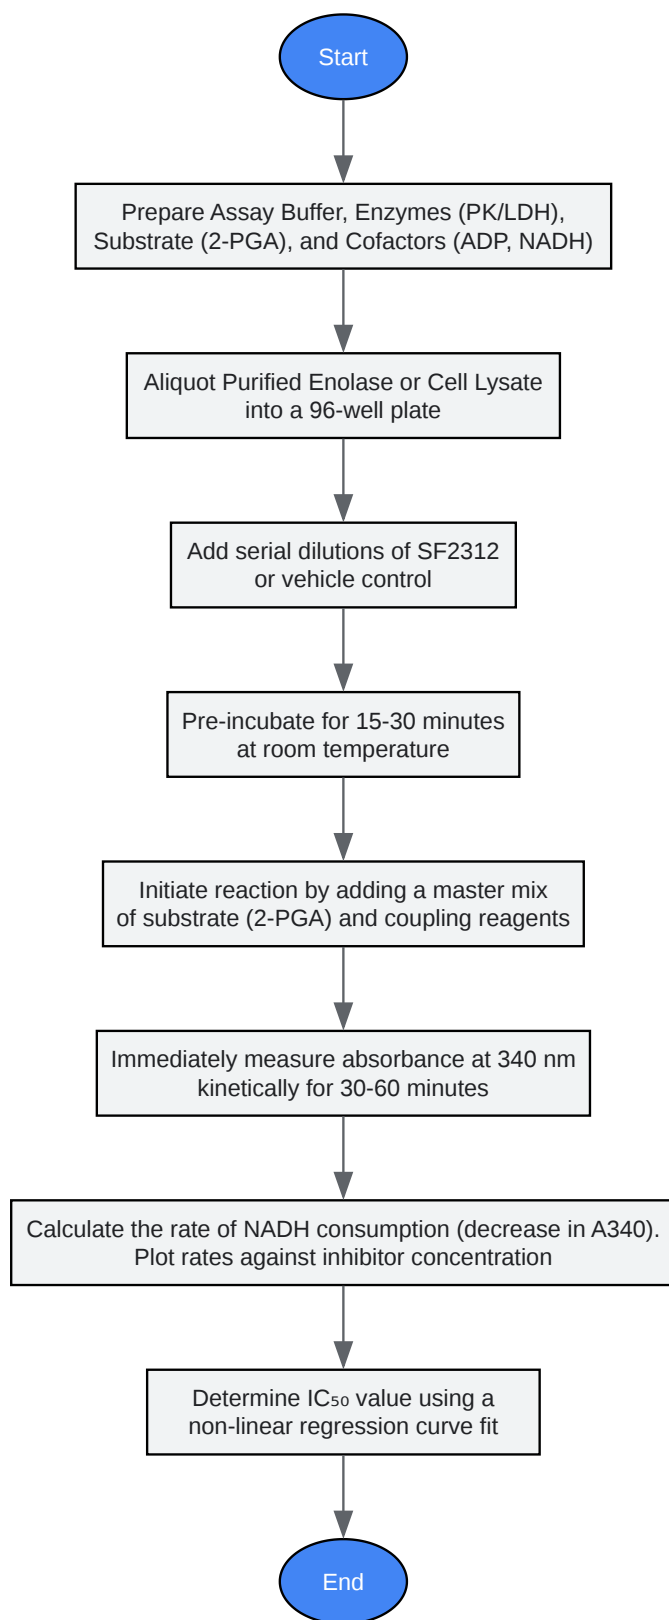 Start
Prepare Assay Buffer, Enzymes (PK/LDH),
Substrate (2-PGA), and Cofactors (ADP, NADH)
Aliquot Purified Enolase or Cell Lysate
into a 96-well plate
Add serial dilutions of SF2312
or vehicle control
Pre-incubate for 15-30 minutes
at room temperature
Initiate reaction by adding a master mix
of substrate (2-PGA) and coupling reagents
Immediately measure absorbance at 340 nm
kinetically for 30-60 minutes
Calculate the rate of NADH consumption (decrease in A340).
Plot rates against inhibitor concentration
Determine IC₅₀ value using a
non-linear regression curve fit
End